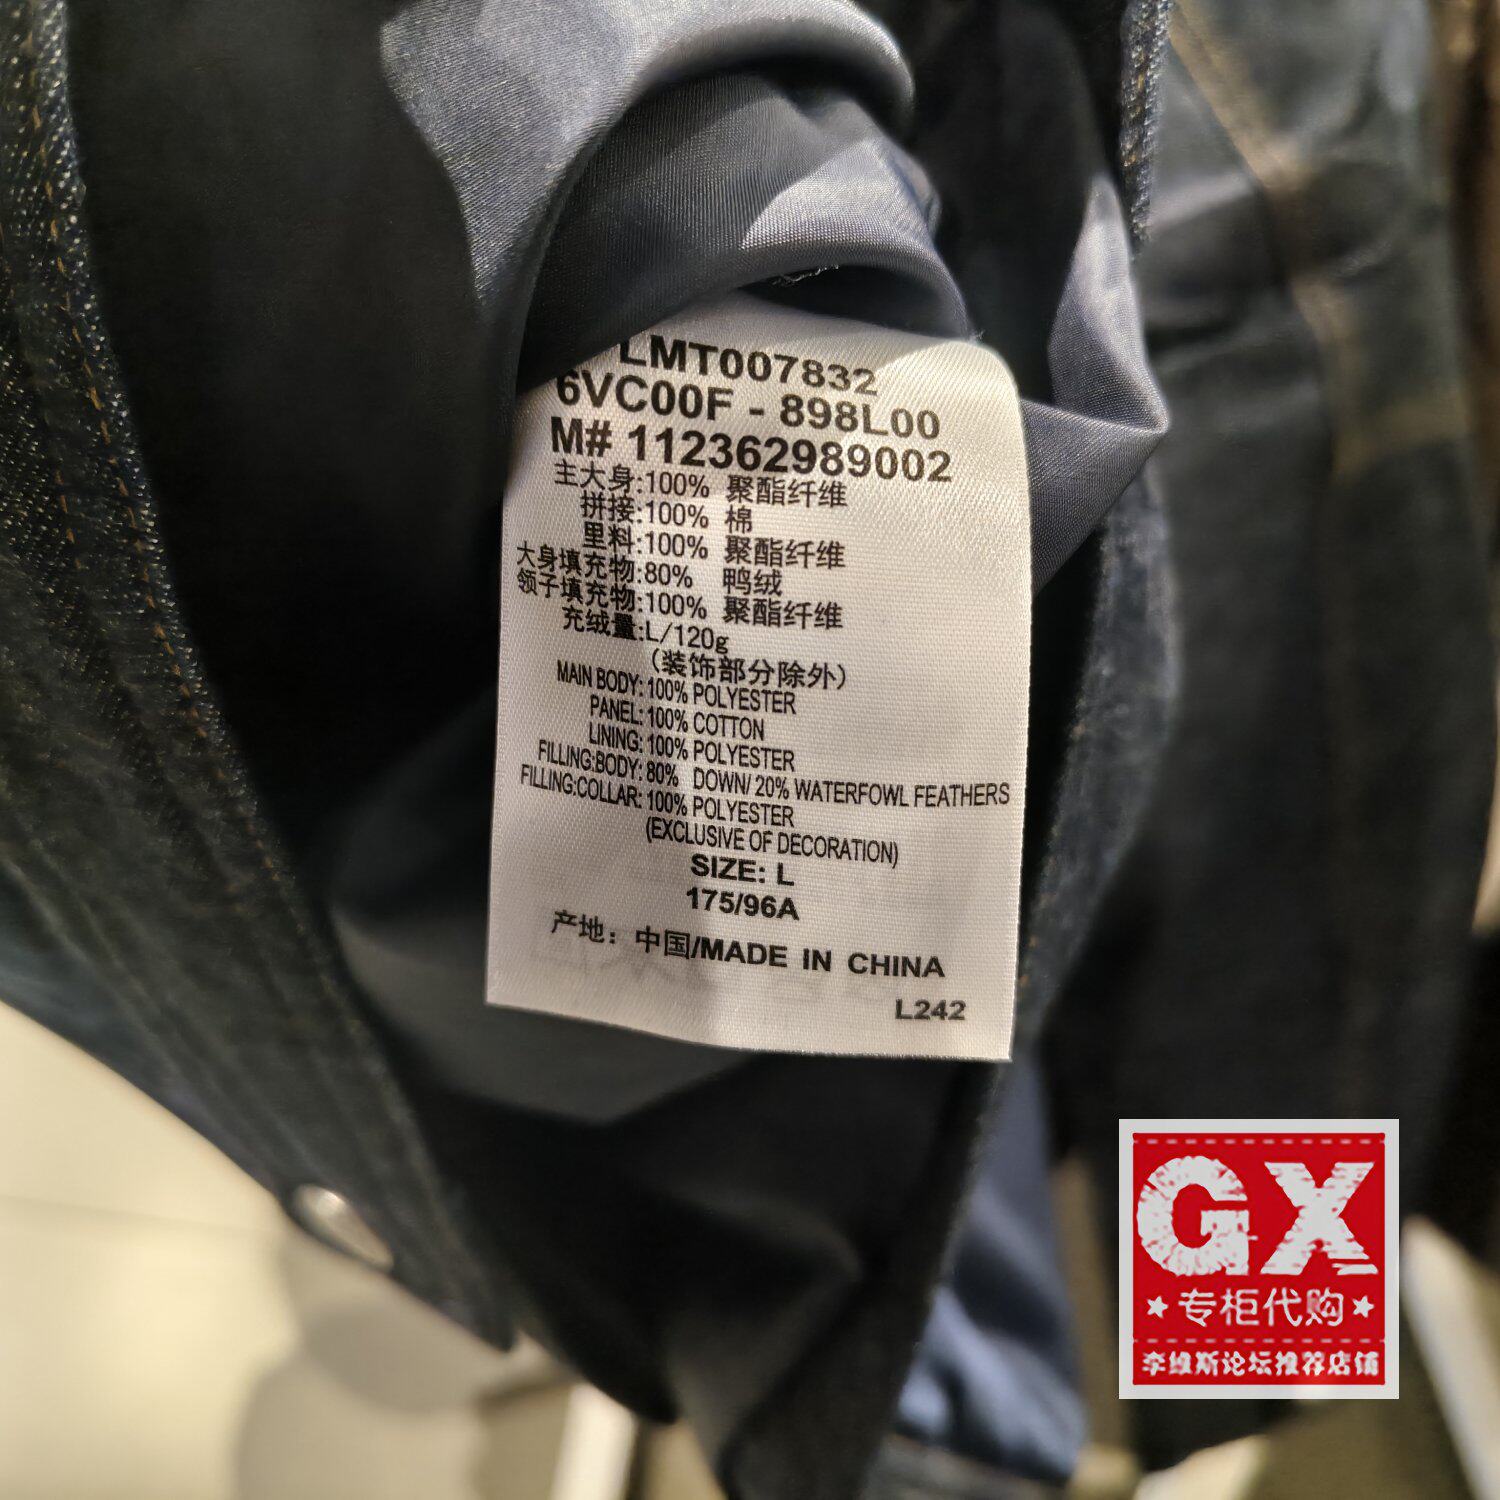 LMT007832
6VC00F - 898L00
M# 112362989002
主大身:100% 聚酯纤维
拼接:100% 棉
里料:100% 聚酯纤维
大身填充物:80% 鸭绒
领子填充物:100% 聚酯纤维
充绒量:L/120g
(装饰部分除外)
MAIN BODY: 100% POLYESTER
PANEL: 100% COTTON
LINING: 100% POLYESTER
FILLING:BODY: 80% DOWN/ 20% WATERFOWL FEATHERS
FILLING:COLLAR: 100% POLYESTER
(EXCLUSIVE OF DECORATION)
SIZE: L
175/96A
产地：中国/MADE IN CHINA
L242
GX
★专柜代购★
李维斯论坛推荐店铺